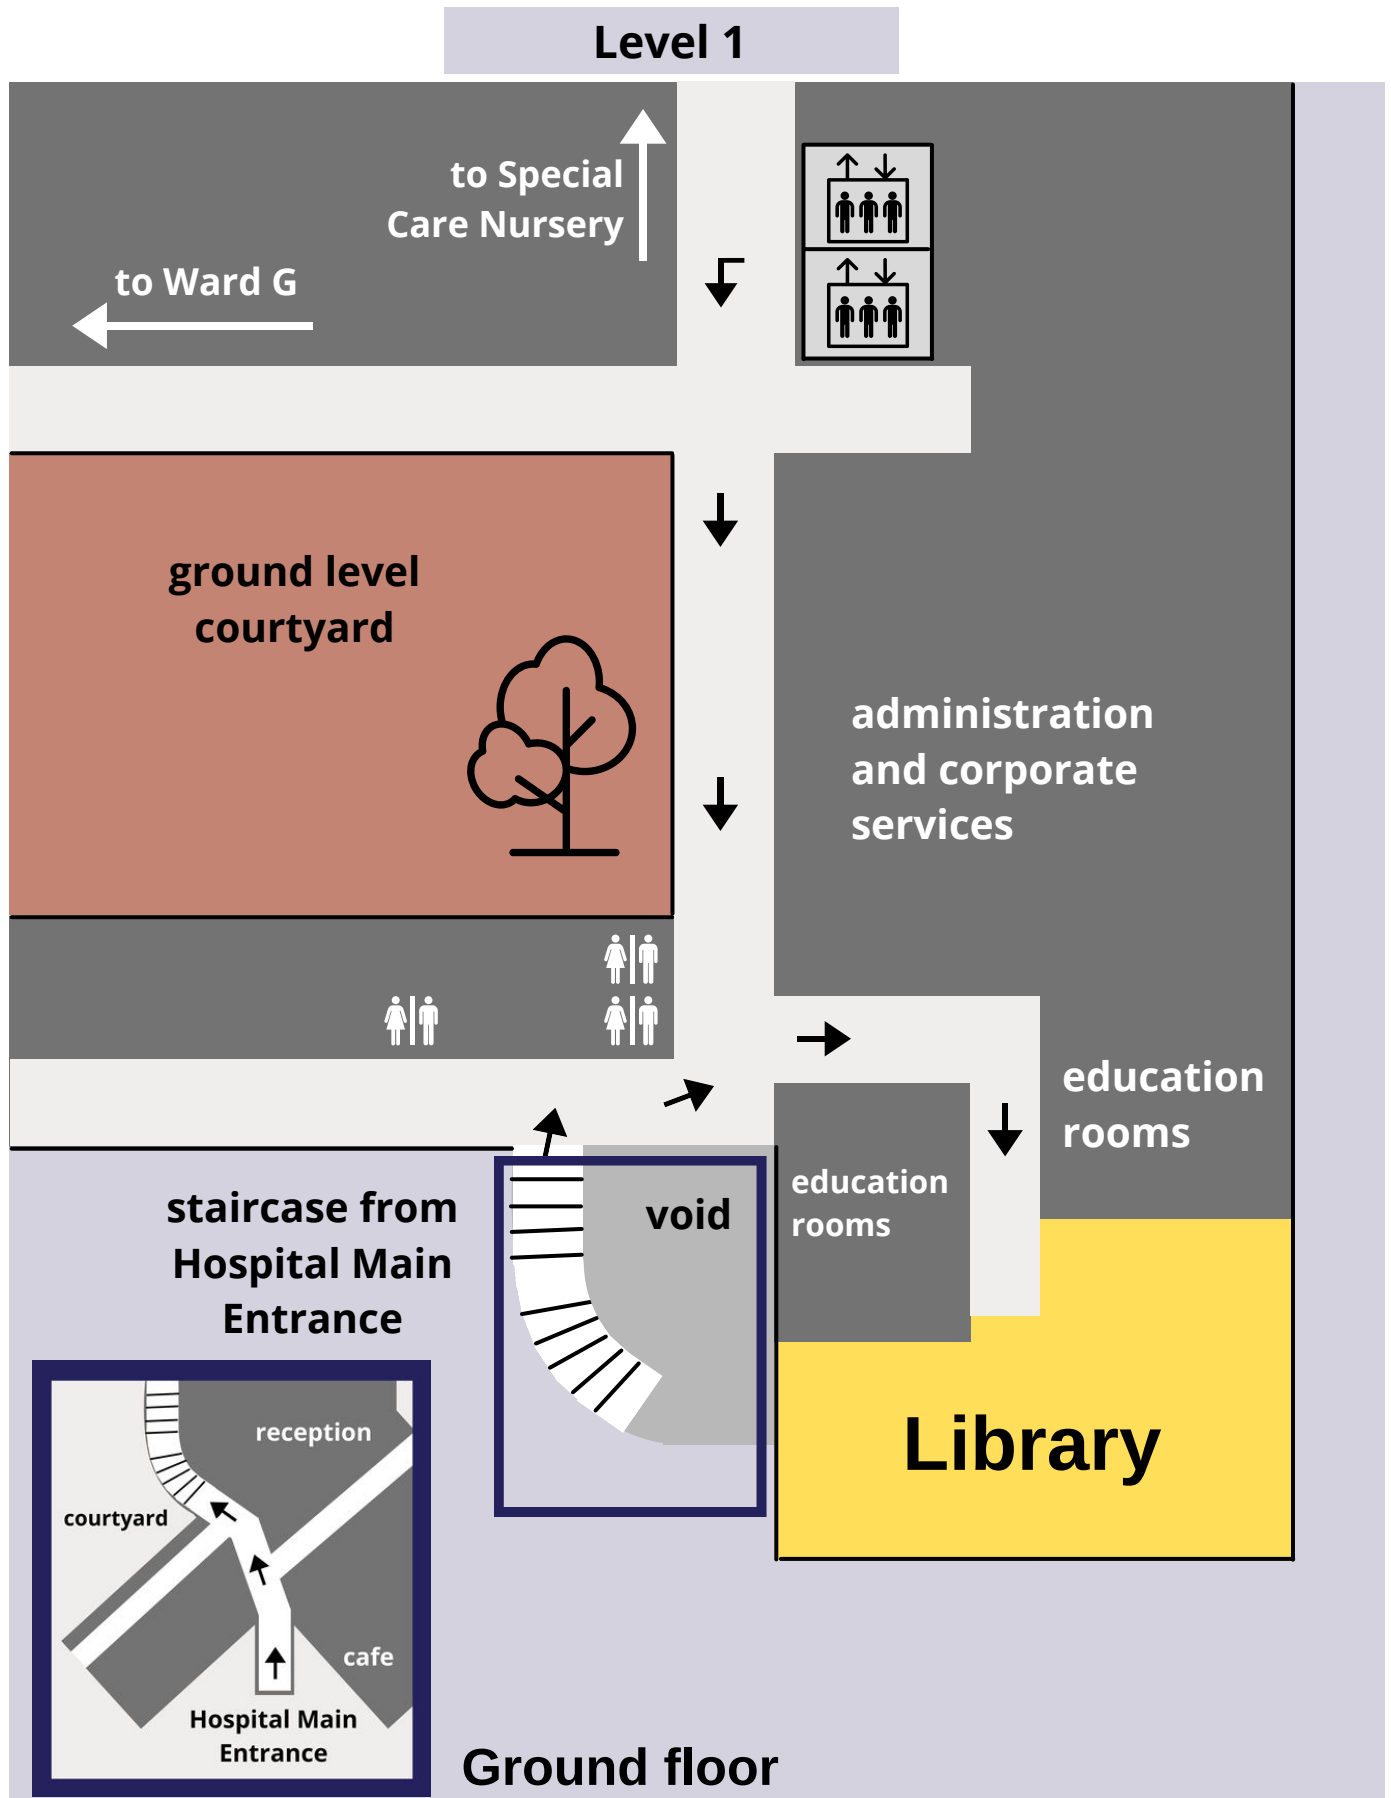 Level 1
to Special
Care Nursery
to Ward G
ground level
courtyard
administration
and corporate
services
education
rooms
education
rooms
void
staircase from
Hospital Main
Entrance
Library
reception
courtyard
cafe
Hospital Main
Entrance
Ground floor